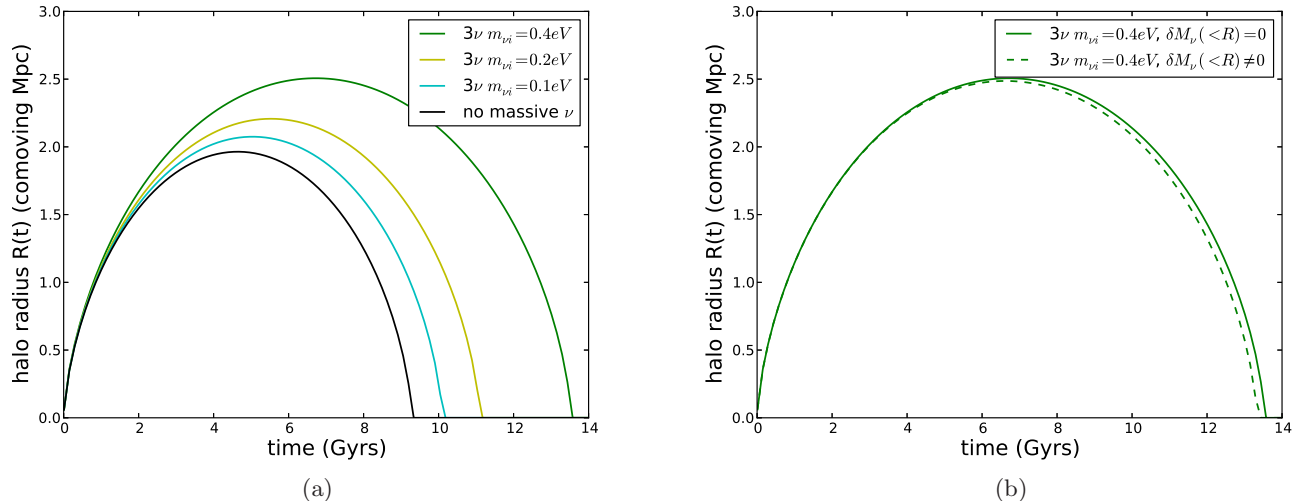 3.0
2.5
2.0
1.5
1.0
0.5
0.0
halo radius R(t) (comoving Mpc)
0 2 4 6 8 10 12 14
time (Gyrs)
3ν m_νi=0.4eV
3ν m_νi=0.2eV
3ν m_νi=0.1eV
no massive ν
(a)
3.0
2.5
2.0
1.5
1.0
0.5
0.0
halo radius R(t) (comoving Mpc)
0 2 4 6 8 10 12 14
time (Gyrs)
3ν m_νi=0.4eV, δM_ν(<R)=0
3ν m_νi=0.4eV, δM_ν(<R)≠0
(b)